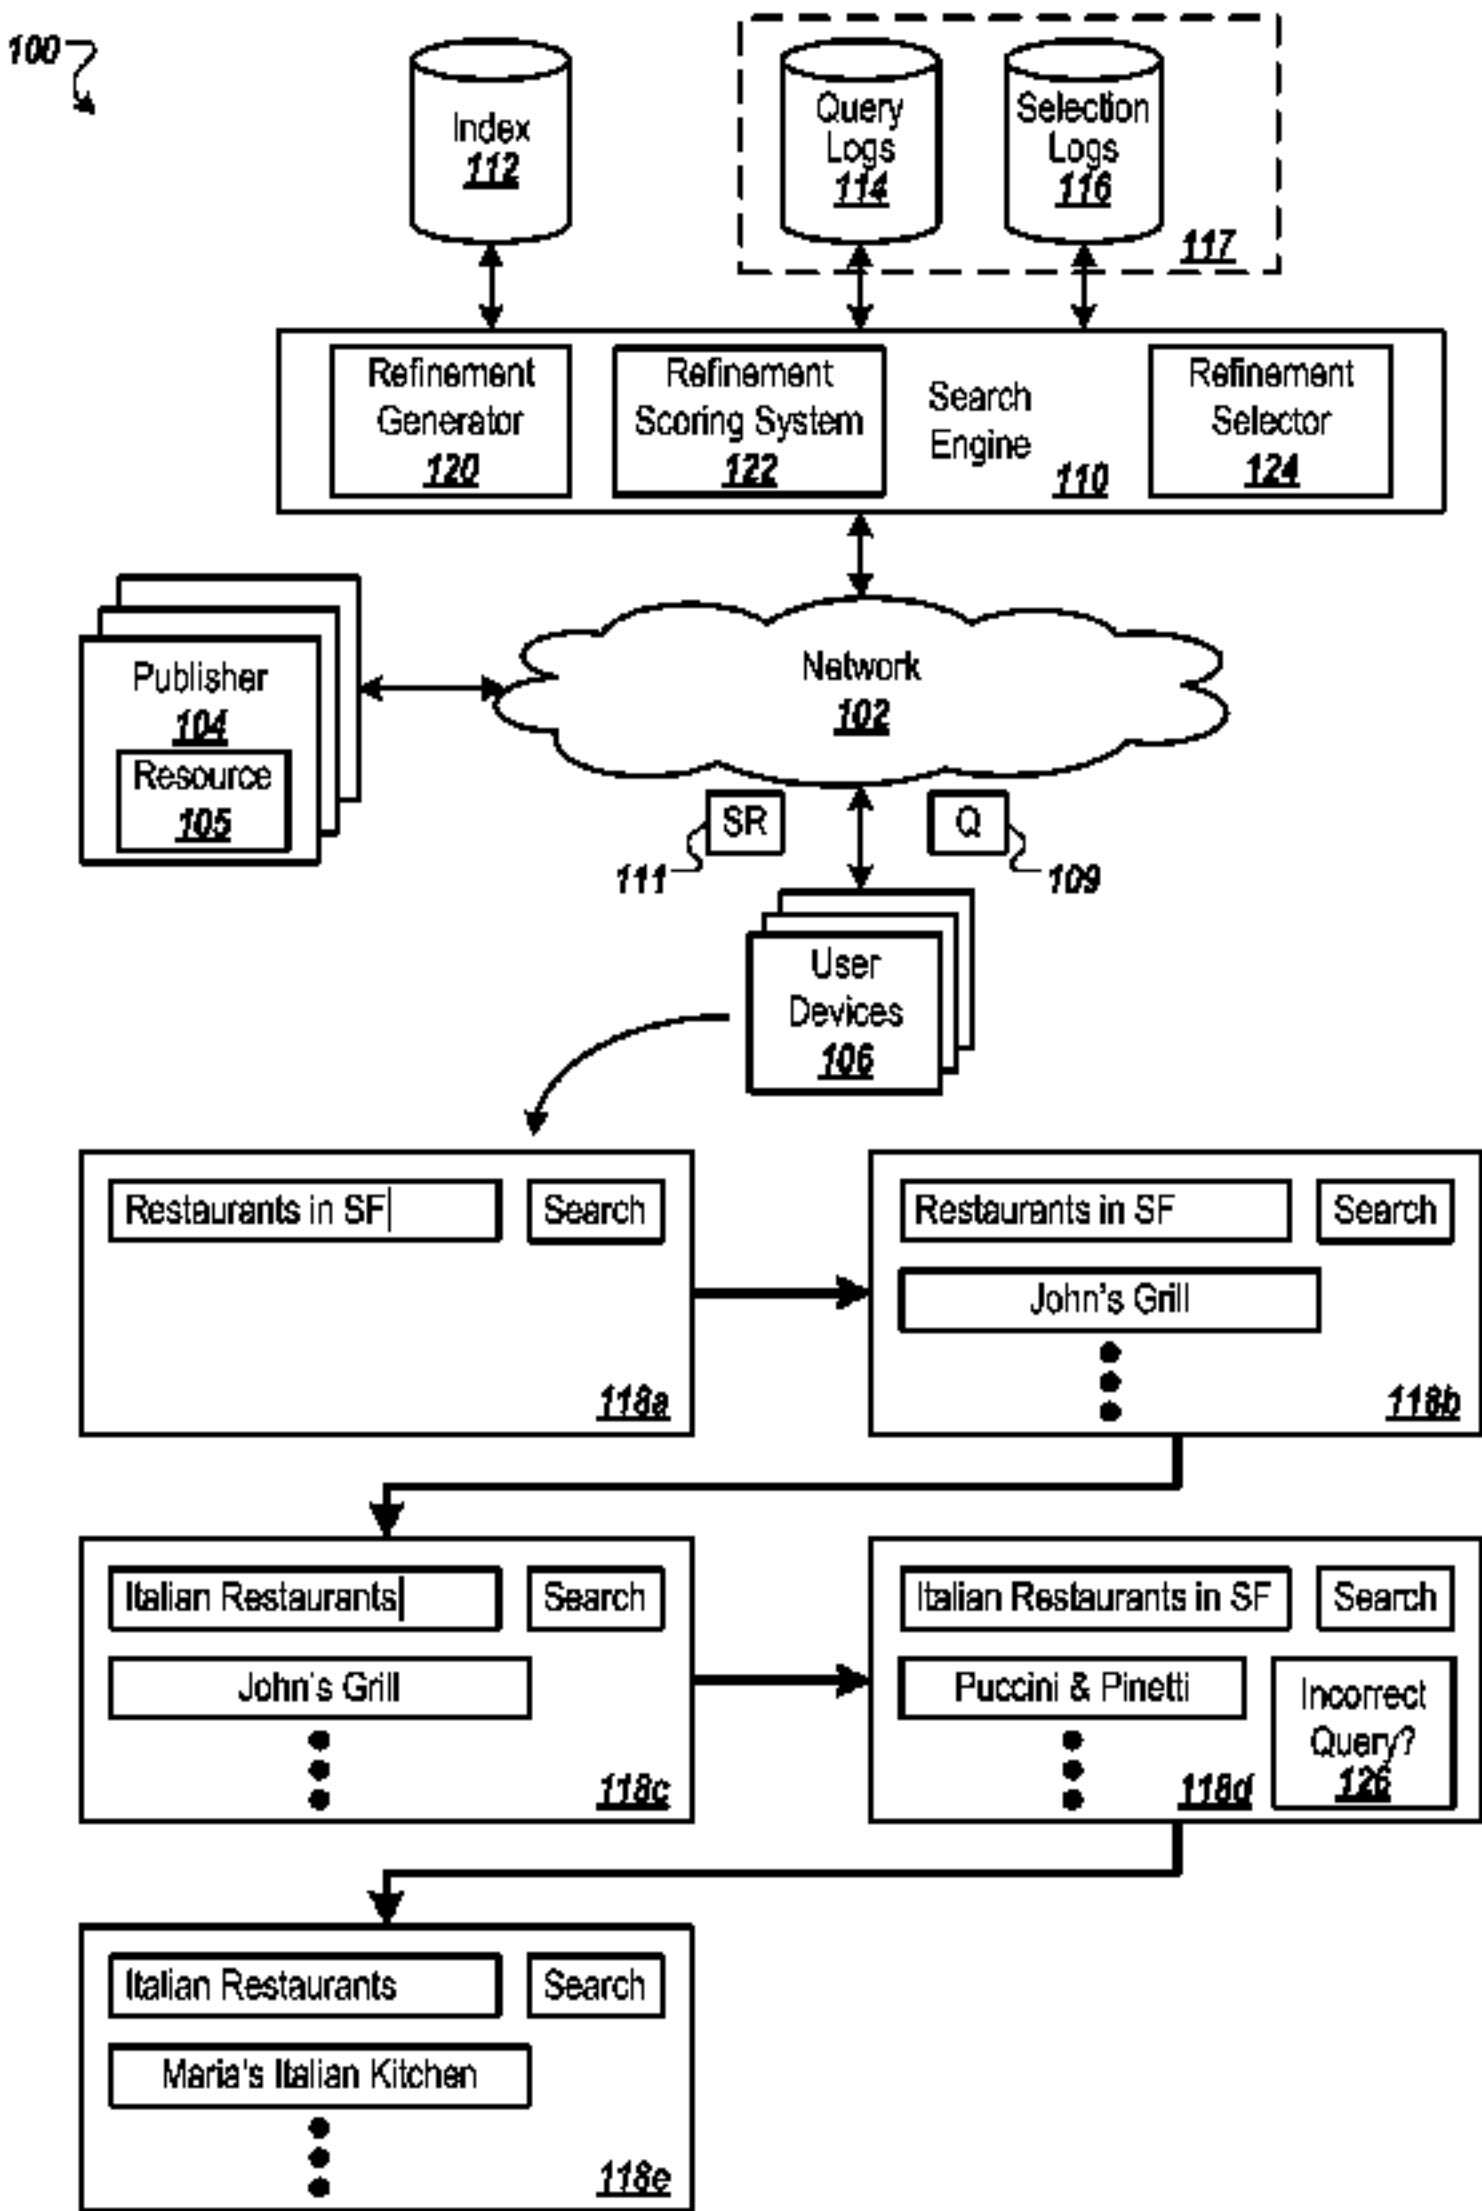 100
Index
112
Query
Logs
114
Selection
Logs
116
117
Refinement
Generator
120
Refinement
Scoring System
122
Search
Engine
110
Refinement
Selector
124
Publisher
104
Resource
105
Network
102
SR
111
Q
109
User
Devices
106
Restaurants in SF
Search
118a
Restaurants in SF
Search
John's Grill
118b
Italian Restaurants
Search
John's Grill
118c
Italian Restaurants in SF
Search
Puccini & Pinetti
Incorrect
Query?
126
118d
Italian Restaurants
Search
Maria's Italian Kitchen
118e